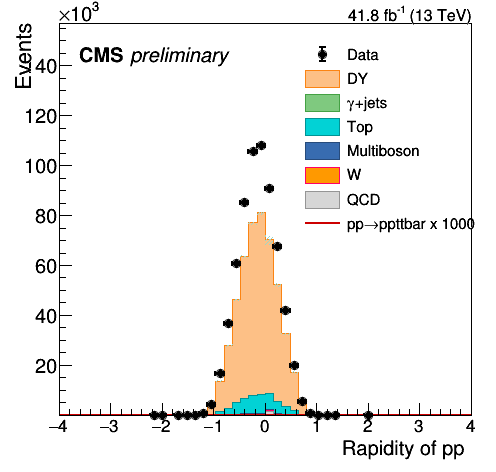 ×10³
41.8 fb⁻¹ (13 TeV)
Events
CMS preliminary
Data
DY
γ+jets
Top
Multiboson
W
QCD
pp→ppttbar x 1000
140
120
100
80
60
40
20
−4 −3 −2 −1 0 1 2 3 4
Rapidity of pp